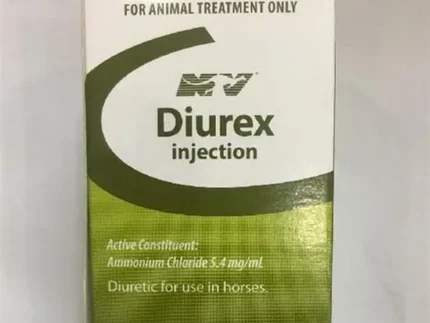 FOR ANIMAL TREATMENT ONLY
NV
Diurex
injection
Active Constituent:
Ammonium Chloride 5.4 mg/mL
Diuretic for use in horses.